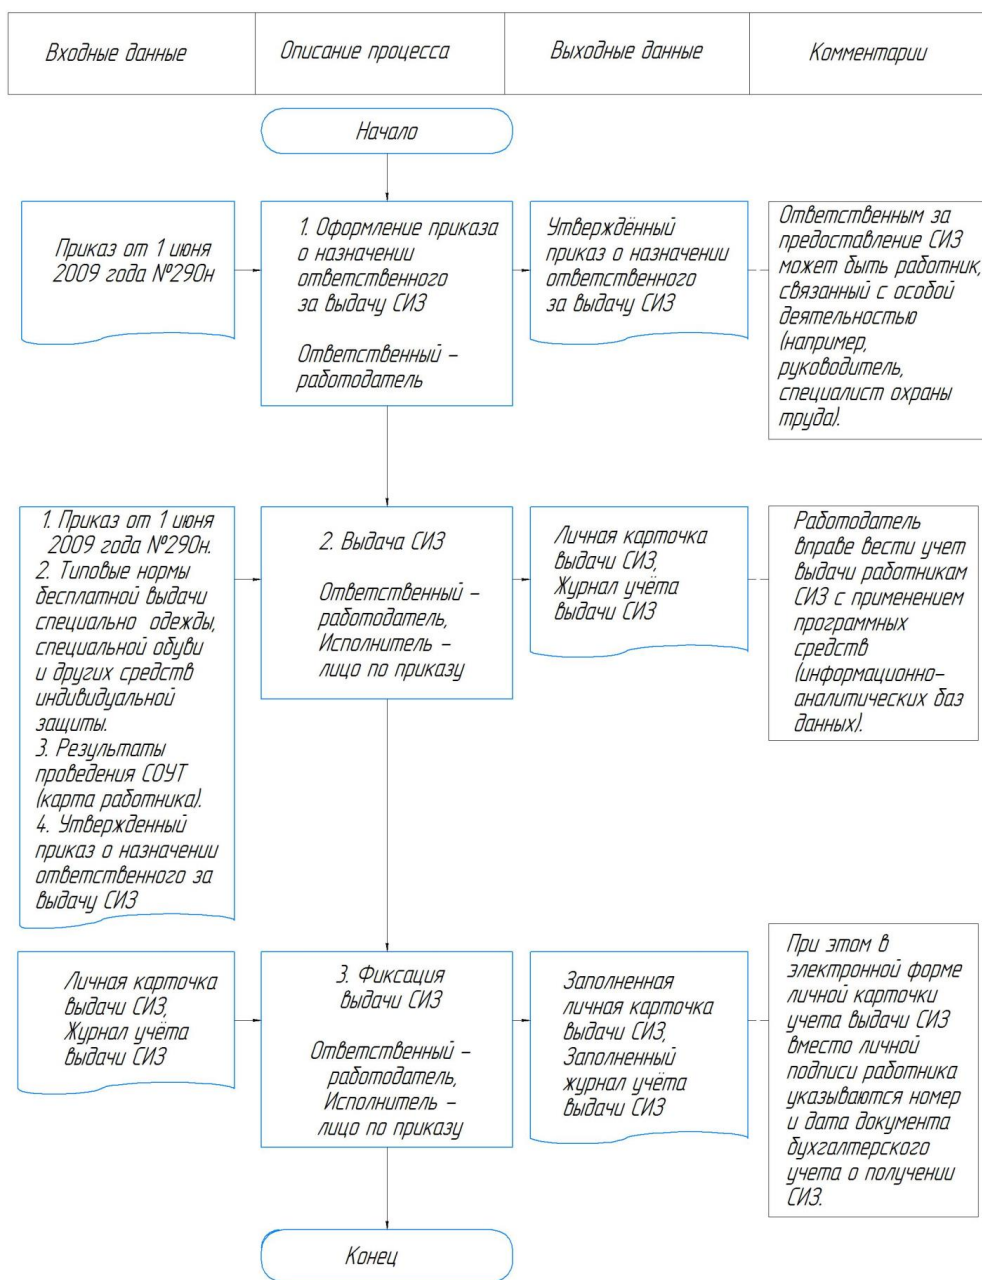 Входные данные
Описание процесса
Выходные данные
Комментарии
Начало
Приказ от 1 июня
2009 года №290н
1. Оформление приказа
о назначении
ответственного
за выдачу СИЗ
Ответственный –
работодатель
Утверждённый
приказ о назначении
ответственного
за выдачу СИЗ
Ответственным за
предоставление СИЗ
может быть работник,
связанный с особой
деятельностью
(например,
руководитель,
специалист охраны
труда).
1. Приказ от 1 июня
2009 года №290н.
2. Типовые нормы
бесплатной выдачи
специально одежды,
специальной обуви
и других средств
индивидуальной
защиты.
3. Результаты
проведения СОУТ
(карта работника).
4. Утвержденный
приказ о назначении
ответственного за
выдачу СИЗ
2. Выдача СИЗ
Ответственный –
работодатель,
Исполнитель –
лицо по приказу
Личная карточка
выдачи СИЗ,
Журнал учёта
выдачи СИЗ
Работодатель
вправе вести учет
выдачи работникам
СИЗ с применением
программных
средств
(информационно-
аналитических баз
данных).
Личная карточка
выдачи СИЗ,
Журнал учёта
выдачи СИЗ
3. Фиксация
выдачи СИЗ
Ответственный –
работодатель,
Исполнитель –
лицо по приказу
Заполненная
личная карточка
выдачи СИЗ,
Заполненный
журнал учёта
выдачи СИЗ
При этом в
электронной форме
личной карточки
учета выдачи СИЗ
вместо личной
подписи работника
указываются номер
и дата документа
бухгалтерского
учета о получении
СИЗ.
Конец